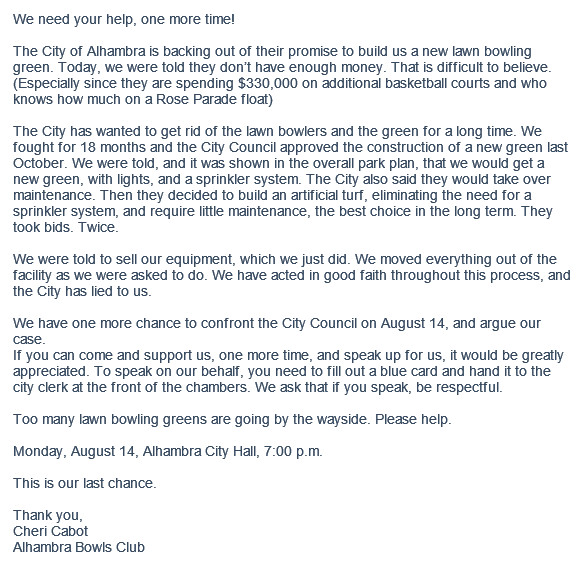 We need your help, one more time!
The City of Alhambra is backing out of their promise to build us a new lawn bowling
green. Today, we were told they don't have enough money. That is difficult to believe.
(Especially since they are spending $330,000 on additional basketball courts and who
knows how much on a Rose Parade float)
The City has wanted to get rid of the lawn bowlers and the green for a long time. We
fought for 18 months and the City Council approved the construction of a new green last
October. We were told, and it was shown in the overall park plan, that we would get a
new green, with lights, and a sprinkler system. The City also said they would take over
maintenance. Then they decided to build an artificial turf, eliminating the need for a
sprinkler system, and require little maintenance, the best choice in the long term. They
took bids. Twice.
We were told to sell our equipment, which we just did. We moved everything out of the
facility as we were asked to do. We have acted in good faith throughout this process, and
the City has lied to us.
We have one more chance to confront the City Council on August 14, and argue our
case.
If you can come and support us, one more time, and speak up for us, it would be greatly
appreciated. To speak on our behalf, you need to fill out a blue card and hand it to the
city clerk at the front of the chambers. We ask that if you speak, be respectful.
Too many lawn bowling greens are going by the wayside. Please help.
Monday, August 14, Alhambra City Hall, 7:00 p.m.
This is our last chance.
Thank you,
Cheri Cabot
Alhambra Bowls Club